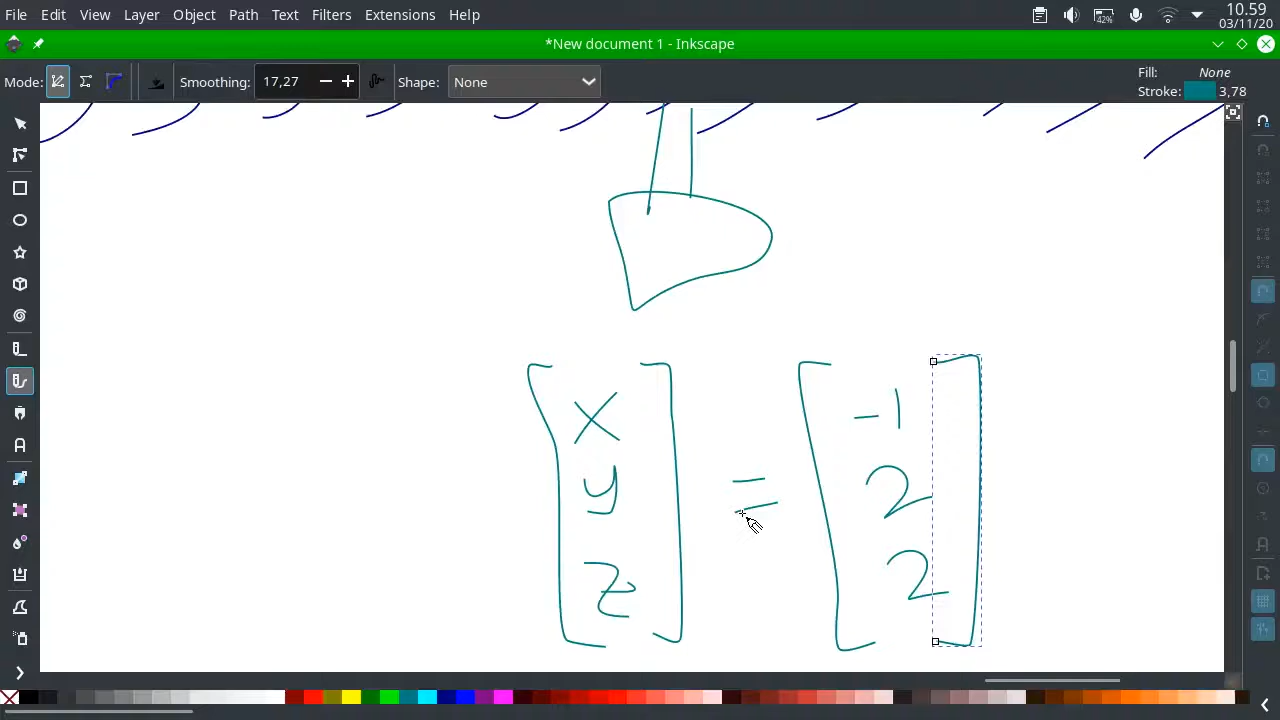 File Edit View Layer Object Path Text Filters Extensions Help 42% 10.59
03/11/20
*New document 1 - Inkscape
Mode: Smoothing: 17,27 − + Shape: None Fill: None
Stroke: 3,78
x = -1
y 2
z 2